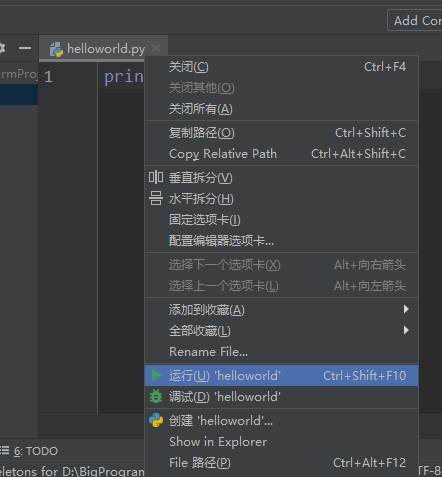 Add Con
helloworld.py
rmProj
1 prin
关闭(C) Ctrl+F4
关闭其他(O)
关闭所有(A)
复制路径(O) Ctrl+Shift+C
Copy Relative Path Ctrl+Alt+Shift+C
垂直拆分(V)
水平拆分(H)
固定选项卡(I)
配置编辑器选项卡...
选择下一个选项卡(X) Alt+向右箭头
选择上一个选项卡(L) Alt+向左箭头
添加到收藏(A)
全部收藏(L)
Rename File...
运行(U) 'helloworld' Ctrl+Shift+F10
调试(D) 'helloworld'
创建 'helloworld'...
Show in Explorer
File 路径(P) Ctrl+Alt+F12
6: TODO
eletons for D:\BigProgram
TF-8